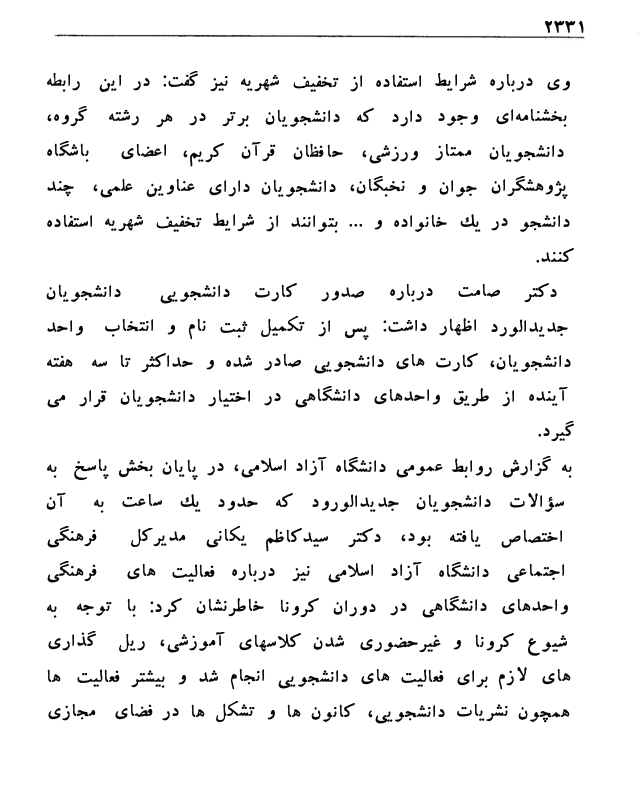 ۲۳۳۱
وی درباره شرایط استفاده از تخفیف شهریه نیز گفت: در این رابطه
بخشنامه‌ای وجود دارد که دانشجویان برتر در هر رشته گروه،
دانشجویان ممتاز ورزشی، حافظان قرآن کریم، اعضای باشگاه
پژوهشگران جوان و نخبگان، دانشجویان دارای عناوین علمی، چند
دانشجو در یك خانواده و ... بتوانند از شرایط تخفیف شهریه استفاده
کنند.
دکتر صامت درباره صدور کارت دانشجویی دانشجویان
جدیدالورد اظهار داشت: پس از تکمیل ثبت نام و انتخاب واحد
دانشجویان، کارت های دانشجویی صادر شده و حداکثر تا سه هفته
آینده از طریق واحدهای دانشگاهی در اختیار دانشجویان قرار می
گیرد.
به گزارش روابط عمومی دانشگاه آزاد اسلامی، در پایان بخش پاسخ به
سؤالات دانشجویان جدیدالورود که حدود یك ساعت به آن
اختصاص یافته بود، دکتر سیدکاظم یکانی مدیرکل فرهنگی
اجتماعی دانشگاه آزاد اسلامی نیز درباره فعالیت های فرهنگی
واحدهای دانشگاهی در دوران کرونا خاطرنشان کرد: با توجه به
شیوع کرونا و غیرحضوری شدن کلاسهای آموزشی، ریل گذاری
های لازم برای فعالیت های دانشجویی انجام شد و بیشتر فعالیت ها
همچون نشریات دانشجویی، کانون ها و تشکل ها در فضای مجازی